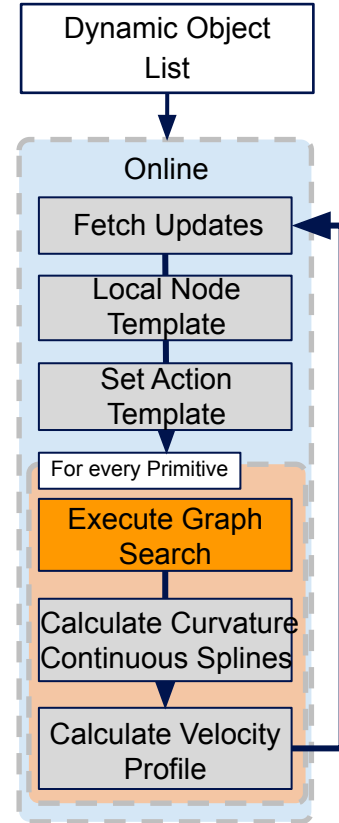 Dynamic Object
List
Online
Fetch Updates
Local Node
Template
Set Action
Template
For every Primitive
Execute Graph
Search
Calculate Curvature
Continuous Splines
Calculate Velocity
Profile